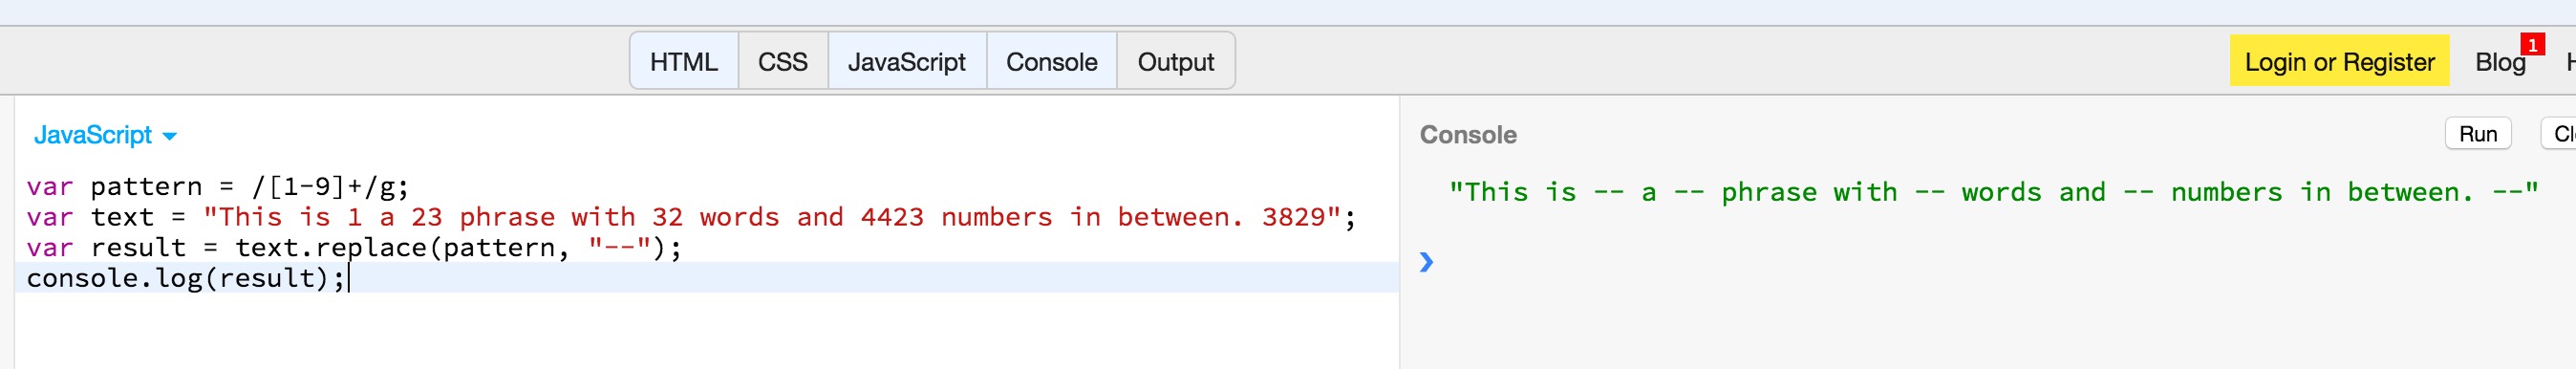 HTML CSS JavaScript Console Output Login or Register Blog 1
JavaScript
var pattern = /[1-9]+/g;
var text = "This is 1 a 23 phrase with 32 words and 4423 numbers in between. 3829";
var result = text.replace(pattern, "--");
console.log(result);
Console Run
"This is -- a -- phrase with -- words and -- numbers in between. --"